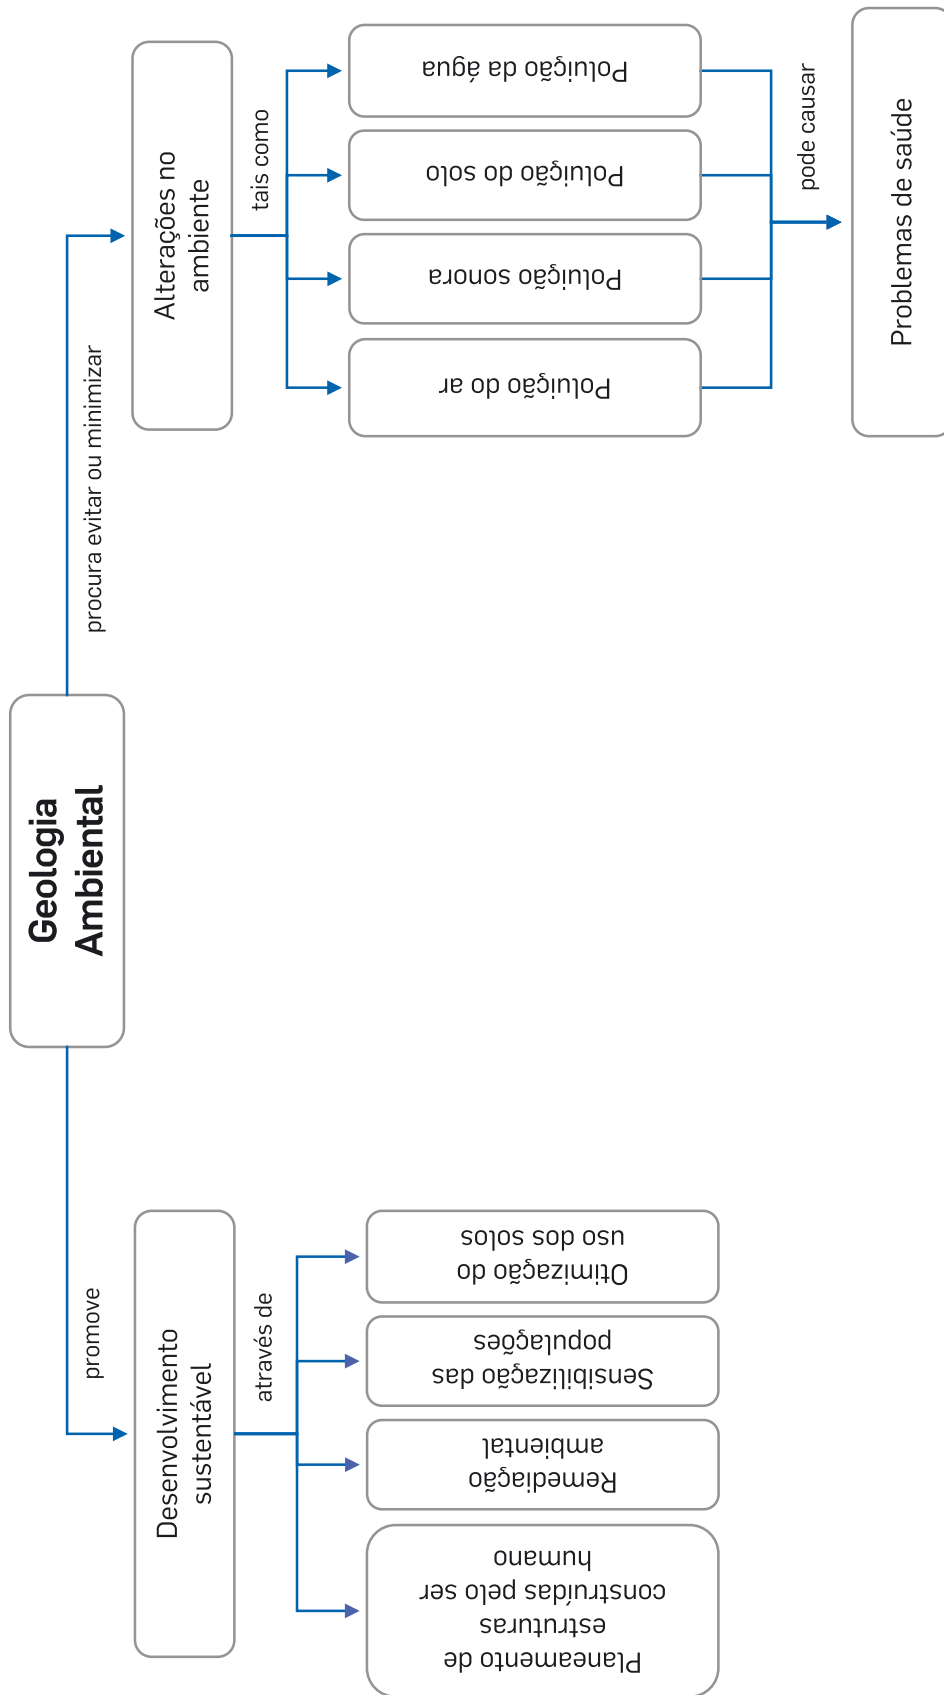 Geologia
Ambiental
promove
Desenvolvimento
sustentável
através de
Planeamento de
estruturas
construídas pelo ser
humano
Remediação
ambiental
Sensibilização das
populações
Otimização do
uso dos solos
procura evitar ou minimizar
Alterações no
ambiente
tais como
Poluição do ar
Poluição sonora
Poluição do solo
Poluição da água
pode causar
Problemas de saúde